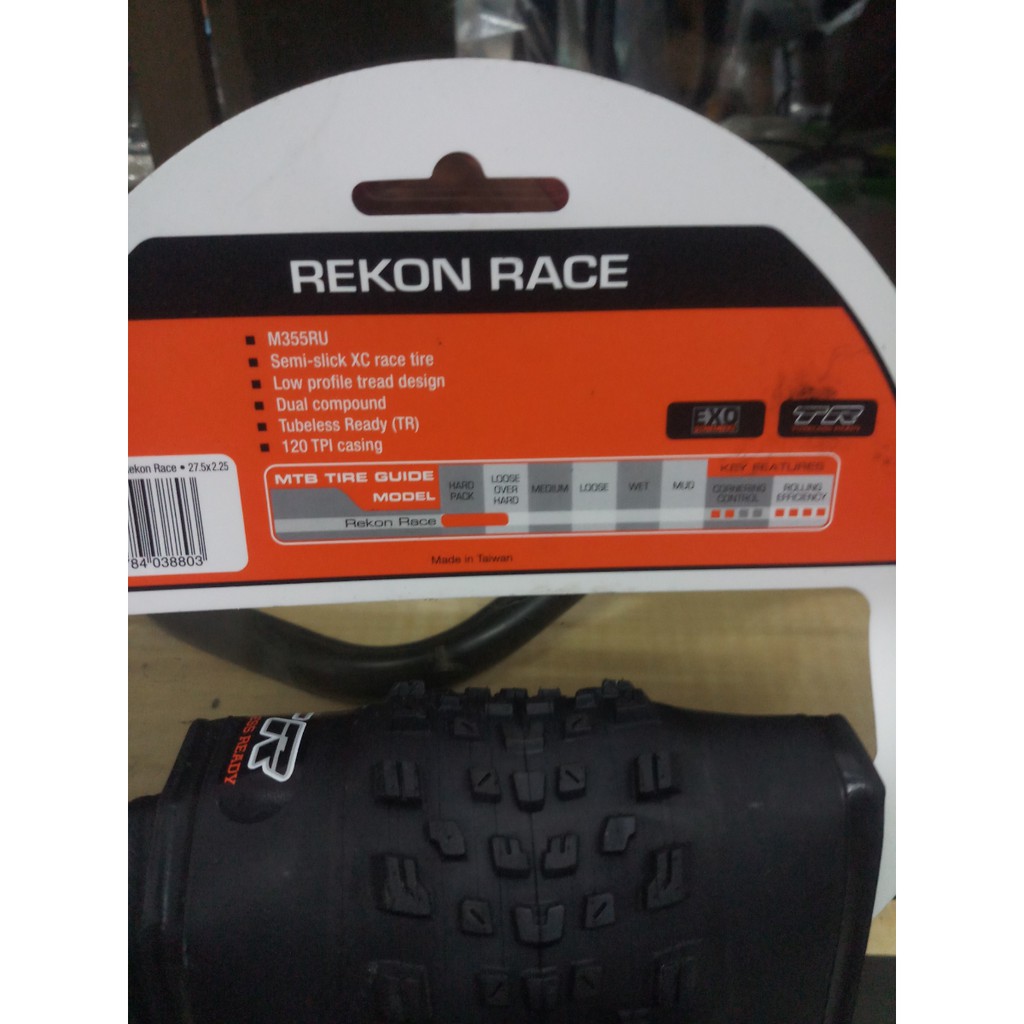 REKON RACE
M355RU
Semi-slick XC race tire
Low profile tread design
Dual compound
Tubeless Ready (TR)
120 TPI casing
EXO
TR
ekon Race • 27.5x2.25
84 038803
MTB TIRE GUIDE
MODEL
HARD PACK
LOOSE OVER HARD
MEDIUM
LOOSE
WET
MUD
KEY FEATURES
CORNERING CONTROL
ROLLING EFFICIENCY
Rekon Race
Made in Taiwan
TR
ESS READY